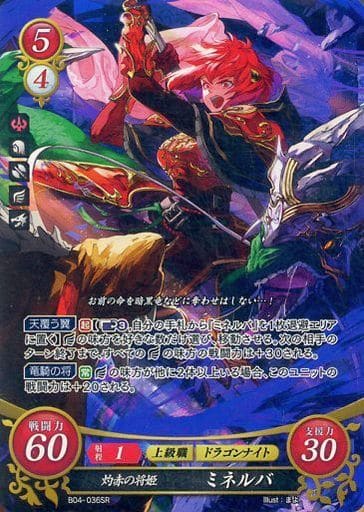 5
4
お前の命を暗黒竜などに奪わせはしない…!
天覆う翼 起【3,自分の手札から「ミネルバ」を1枚退避エリア
に置く】の味方を好きな数だけ選び、移動させる。次の相手の
ターン終了まで、すべての の味方の戦闘力は+30される。
竜騎の将 常 の味方が他に2体以上いる場合、このユニットの
戦闘力は+20される。
戦闘力
60
射程 1
上級職
ドラゴンナイト
支援力
30
灼赤の将姫 ミネルバ
B04-036SR
Illust:まよ